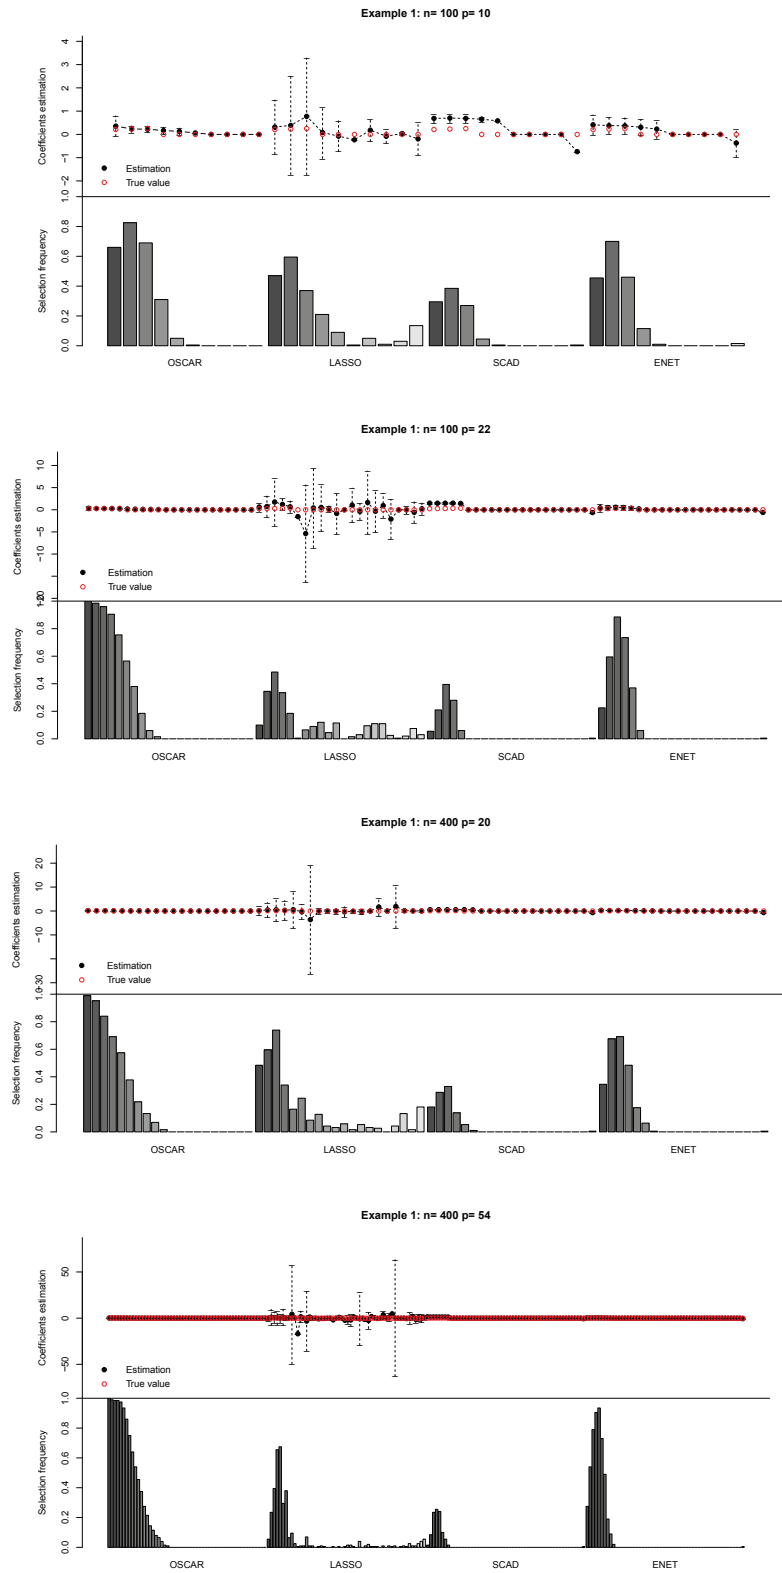 Example 1: n= 100 p= 10
Coefficients estimation
4
3
2
1
0
−1
−2
Estimation
True value
Selection frequency
1.0
0.8
0.6
0.4
0.2
0.0
OSCAR LASSO SCAD ENET
Example 1: n= 100 p= 22
Coefficients estimation
10
5
0
−5
−10
Estimation
True value
Selection frequency
0.8
0.6
0.4
0.2
0.0
OSCAR LASSO SCAD ENET
Example 1: n= 400 p= 20
Coefficients estimation
20
10
0
−10
Estimation
True value
Selection frequency
0.8
0.6
0.4
0.2
0.0
OSCAR LASSO SCAD ENET
Example 1: n= 400 p= 54
Coefficients estimation
50
0
−50
Estimation
True value
Selection frequency
1.0
0.8
0.6
0.4
0.2
0.0
OSCAR LASSO SCAD ENET